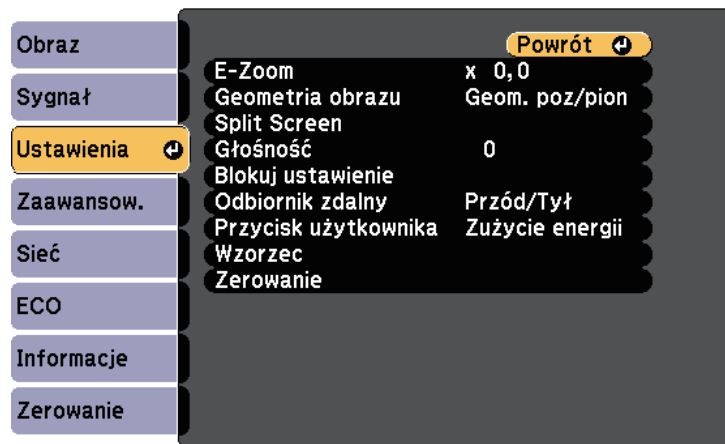 Obraz
Sygnał
Ustawienia
Zaawansow.
Sieć
ECO
Informacje
Zerowanie
Powrót
E-Zoom x 0,0
Geometria obrazu Geom. poz/pion
Split Screen
Głośność 0
Blokuj ustawienie
Odbiornik zdalny Przód/Tył
Przycisk użytkownika Zużycie energii
Wzorzec
Zerowanie